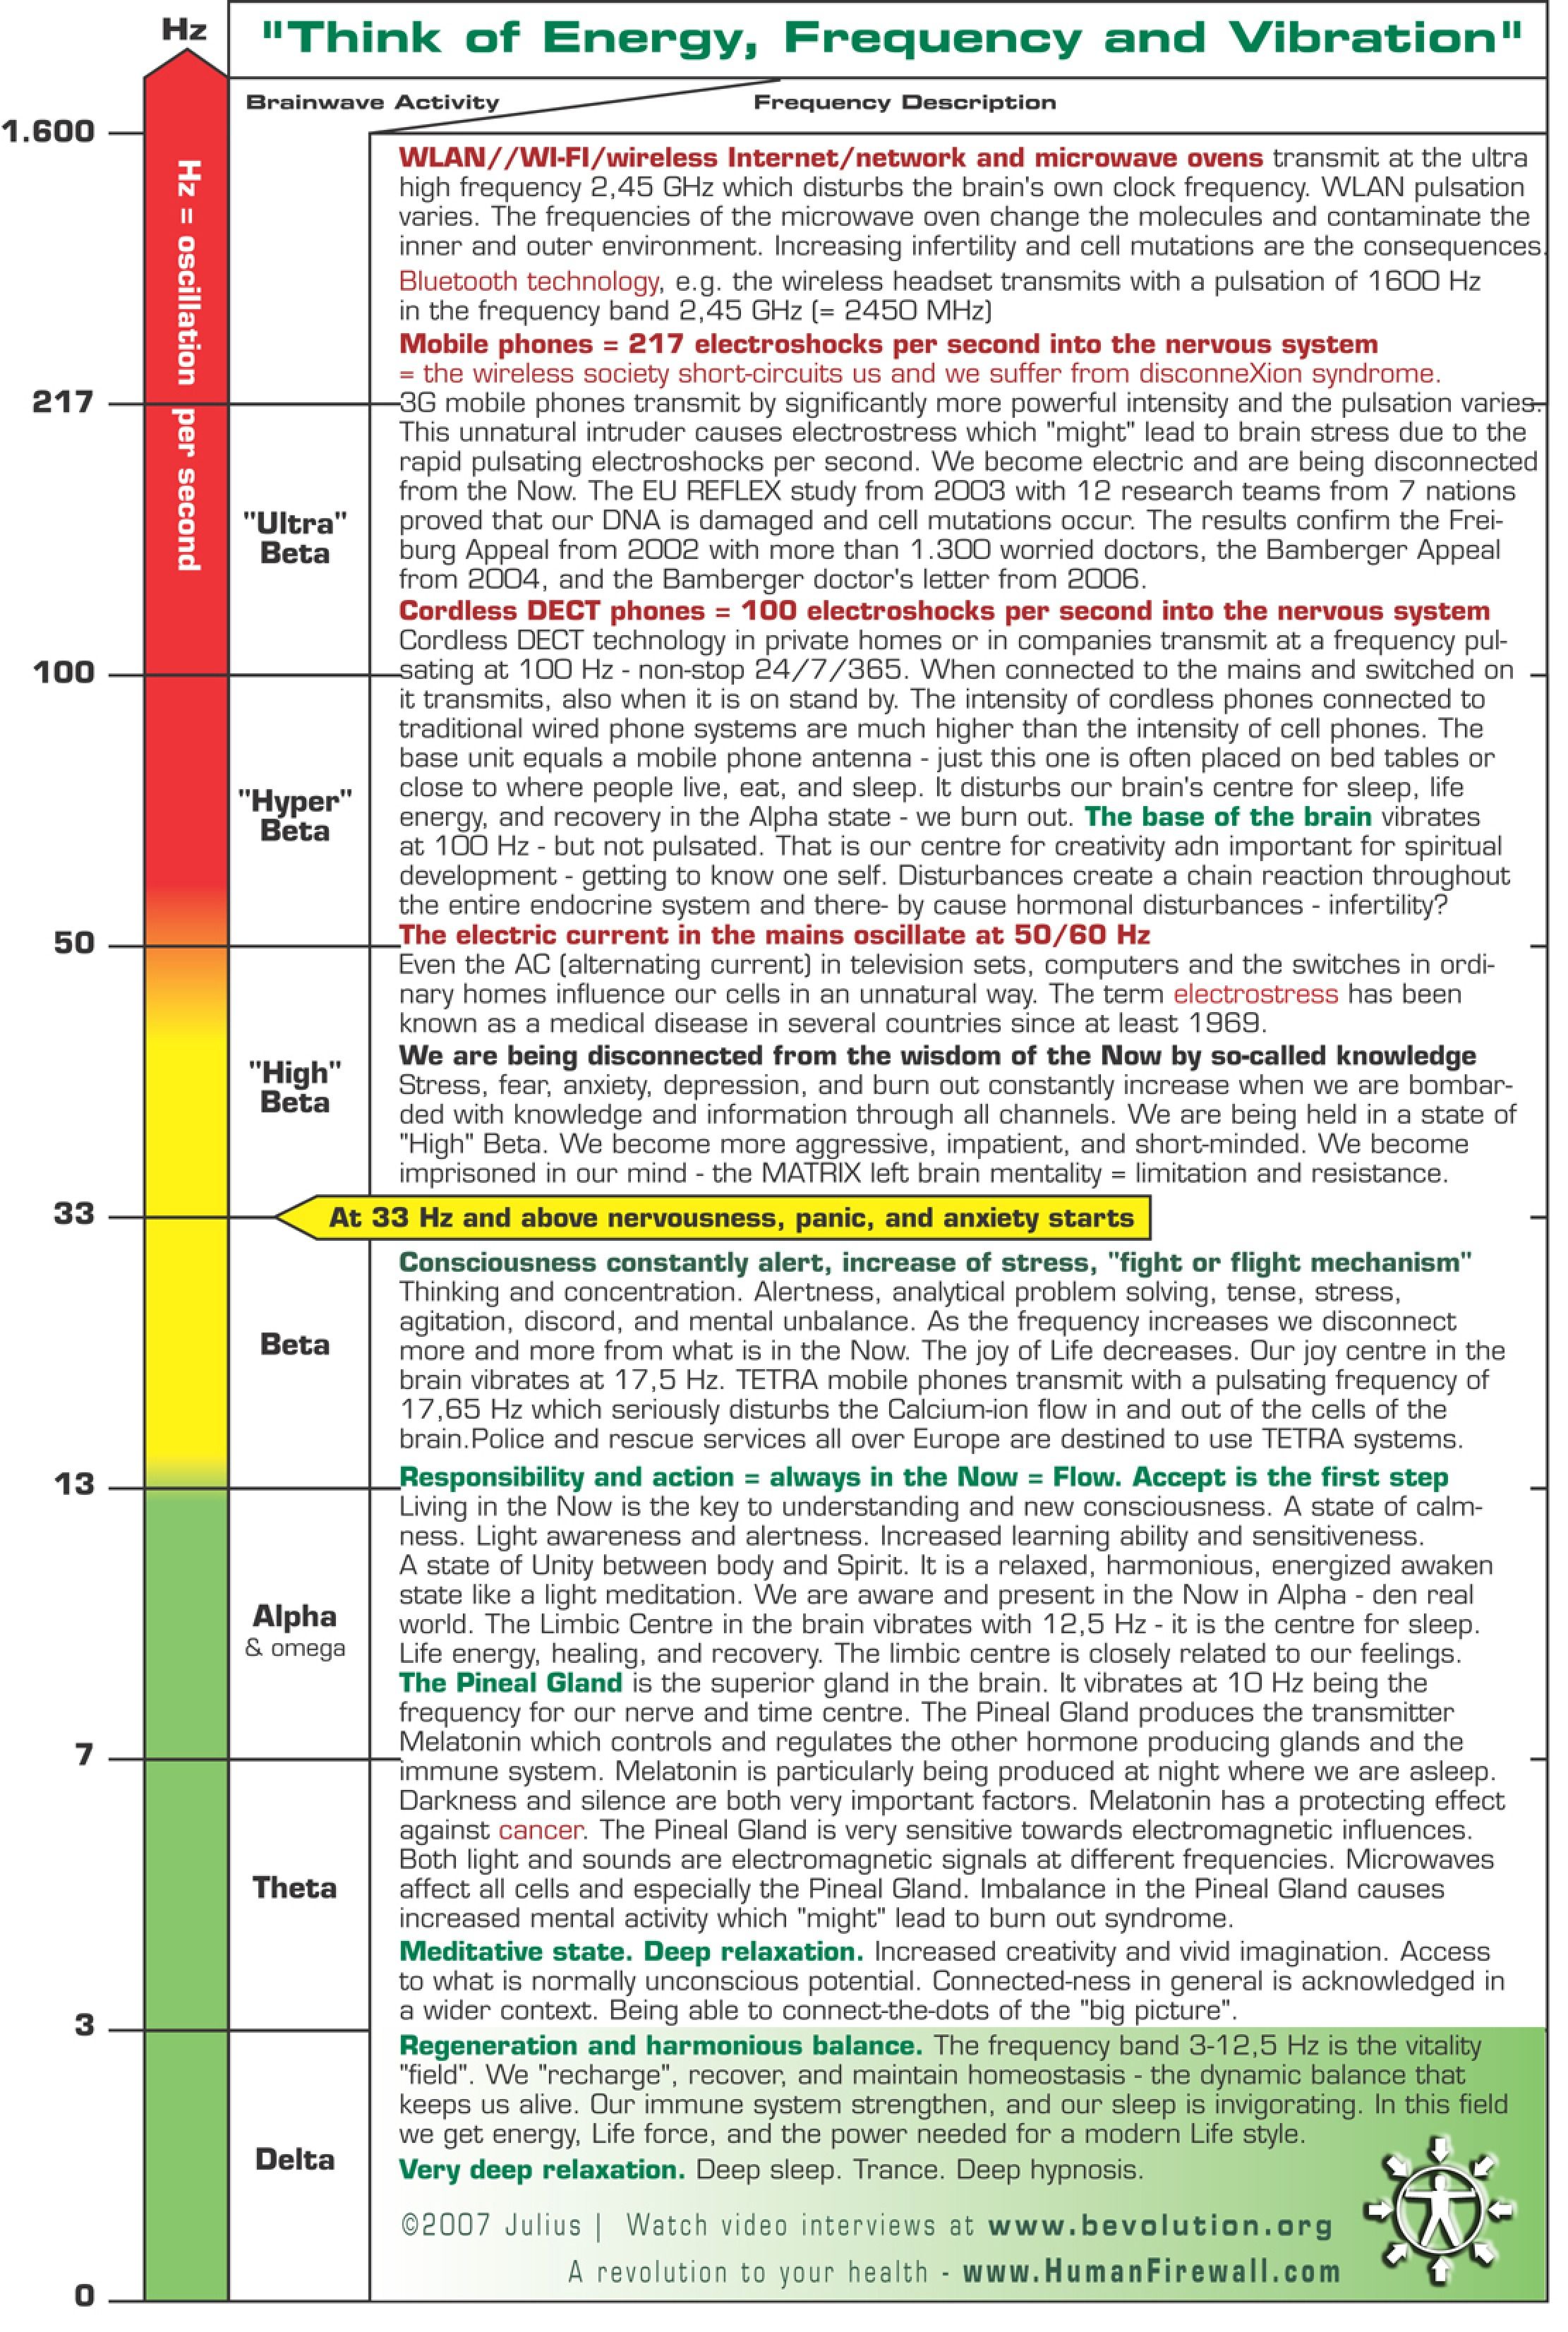 Hz
"Think of Energy, Frequency and Vibration"
Brainwave Activity
Frequency Description
1.600
Hz = oscillation per second
WLAN//WI-FI/wireless Internet/network and microwave ovens transmit at the ultra
high frequency 2,45 GHz which disturbs the brain's own clock frequency. WLAN pulsation
varies. The frequencies of the microwave oven change the molecules and contaminate the
inner and outer environment. Increasing infertility and cell mutations are the consequences.
Bluetooth technology, e.g. the wireless headset transmits with a pulsation of 1600 Hz
in the frequency band 2,45 GHz (= 2450 MHz)
Mobile phones = 217 electroshocks per second into the nervous system
= the wireless society short-circuits us and we suffer from disconneXion syndrome.
217
3G mobile phones transmit by significantly more powerful intensity and the pulsation varies.
This unnatural intruder causes electrostress which "might" lead to brain stress due to the
rapid pulsating electroshocks per second. We become electric and are being disconnected
from the Now. The EU REFLEX study from 2003 with 12 research teams from 7 nations
proved that our DNA is damaged and cell mutations occur. The results confirm the Frei-
burg Appeal from 2002 with more than 1.300 worried doctors, the Bamberger Appeal
from 2004, and the Bamberger doctor's letter from 2006.
"Ultra"
Beta
Cordless DECT phones = 100 electroshocks per second into the nervous system
Cordless DECT technology in private homes or in companies transmit at a frequency pul-
100
sating at 100 Hz - non-stop 24/7/365. When connected to the mains and switched on
it transmits, also when it is on stand by. The intensity of cordless phones connected to
traditional wired phone systems are much higher than the intensity of cell phones. The
base unit equals a mobile phone antenna - just this one is often placed on bed tables or
close to where people live, eat, and sleep. It disturbs our brain's centre for sleep, life
energy, and recovery in the Alpha state - we burn out. The base of the brain vibrates
at 100 Hz - but not pulsated. That is our centre for creativity adn important for spiritual
development - getting to know one self. Disturbances create a chain reaction throughout
the entire endocrine system and there- by cause hormonal disturbances - infertility?
"Hyper"
Beta
50
The electric current in the mains oscillate at 50/60 Hz
Even the AC (alternating current) in television sets, computers and the switches in ordi-
nary homes influence our cells in an unnatural way. The term electrostress has been
known as a medical disease in several countries since at least 1969.
"High"
Beta
We are being disconnected from the wisdom of the Now by so-called knowledge
Stress, fear, anxiety, depression, and burn out constantly increase when we are bombar-
ded with knowledge and information through all channels. We are being held in a state of
"High" Beta. We become more aggressive, impatient, and short-minded. We become
imprisoned in our mind - the MATRIX left brain mentality = limitation and resistance.
33
At 33 Hz and above nervousness, panic, and anxiety starts
Consciousness constantly alert, increase of stress, "fight or flight mechanism"
Thinking and concentration. Alertness, analytical problem solving, tense, stress,
agitation, discord, and mental unbalance. As the frequency increases we disconnect
more and more from what is in the Now. The joy of Life decreases. Our joy centre in the
brain vibrates at 17,5 Hz. TETRA mobile phones transmit with a pulsating frequency of
17,65 Hz which seriously disturbs the Calcium-ion flow in and out of the cells of the
brain.Police and rescue services all over Europe are destined to use TETRA systems.
Beta
13
Responsibility and action = always in the Now = Flow. Accept is the first step
Living in the Now is the key to understanding and new consciousness. A state of calm-
ness. Light awareness and alertness. Increased learning ability and sensitiveness.
A state of Unity between body and Spirit. It is a relaxed, harmonious, energized awaken
state like a light meditation. We are aware and present in the Now in Alpha - den real
world. The Limbic Centre in the brain vibrates with 12,5 Hz - it is the centre for sleep.
Life energy, healing, and recovery. The limbic centre is closely related to our feelings.
Alpha
& omega
The Pineal Gland is the superior gland in the brain. It vibrates at 10 Hz being the
frequency for our nerve and time centre. The Pineal Gland produces the transmitter
Melatonin which controls and regulates the other hormone producing glands and the
7
immune system. Melatonin is particularly being produced at night where we are asleep.
Darkness and silence are both very important factors. Melatonin has a protecting effect
against cancer. The Pineal Gland is very sensitive towards electromagnetic influences.
Both light and sounds are electromagnetic signals at different frequencies. Microwaves
affect all cells and especially the Pineal Gland. Imbalance in the Pineal Gland causes
increased mental activity which "might" lead to burn out syndrome.
Theta
Meditative state. Deep relaxation. Increased creativity and vivid imagination. Access
to what is normally unconscious potential. Connected-ness in general is acknowledged in
a wider context. Being able to connect-the-dots of the "big picture".
3
Regeneration and harmonious balance. The frequency band 3-12,5 Hz is the vitality
"field". We "recharge", recover, and maintain homeostasis - the dynamic balance that
keeps us alive. Our immune system strengthen, and our sleep is invigorating. In this field
we get energy, Life force, and the power needed for a modern Life style.
Delta
Very deep relaxation. Deep sleep. Trance. Deep hypnosis.
©2007 Julius | Watch video interviews at www.bevolution.org
A revolution to your health - www.HumanFirewall.com
0